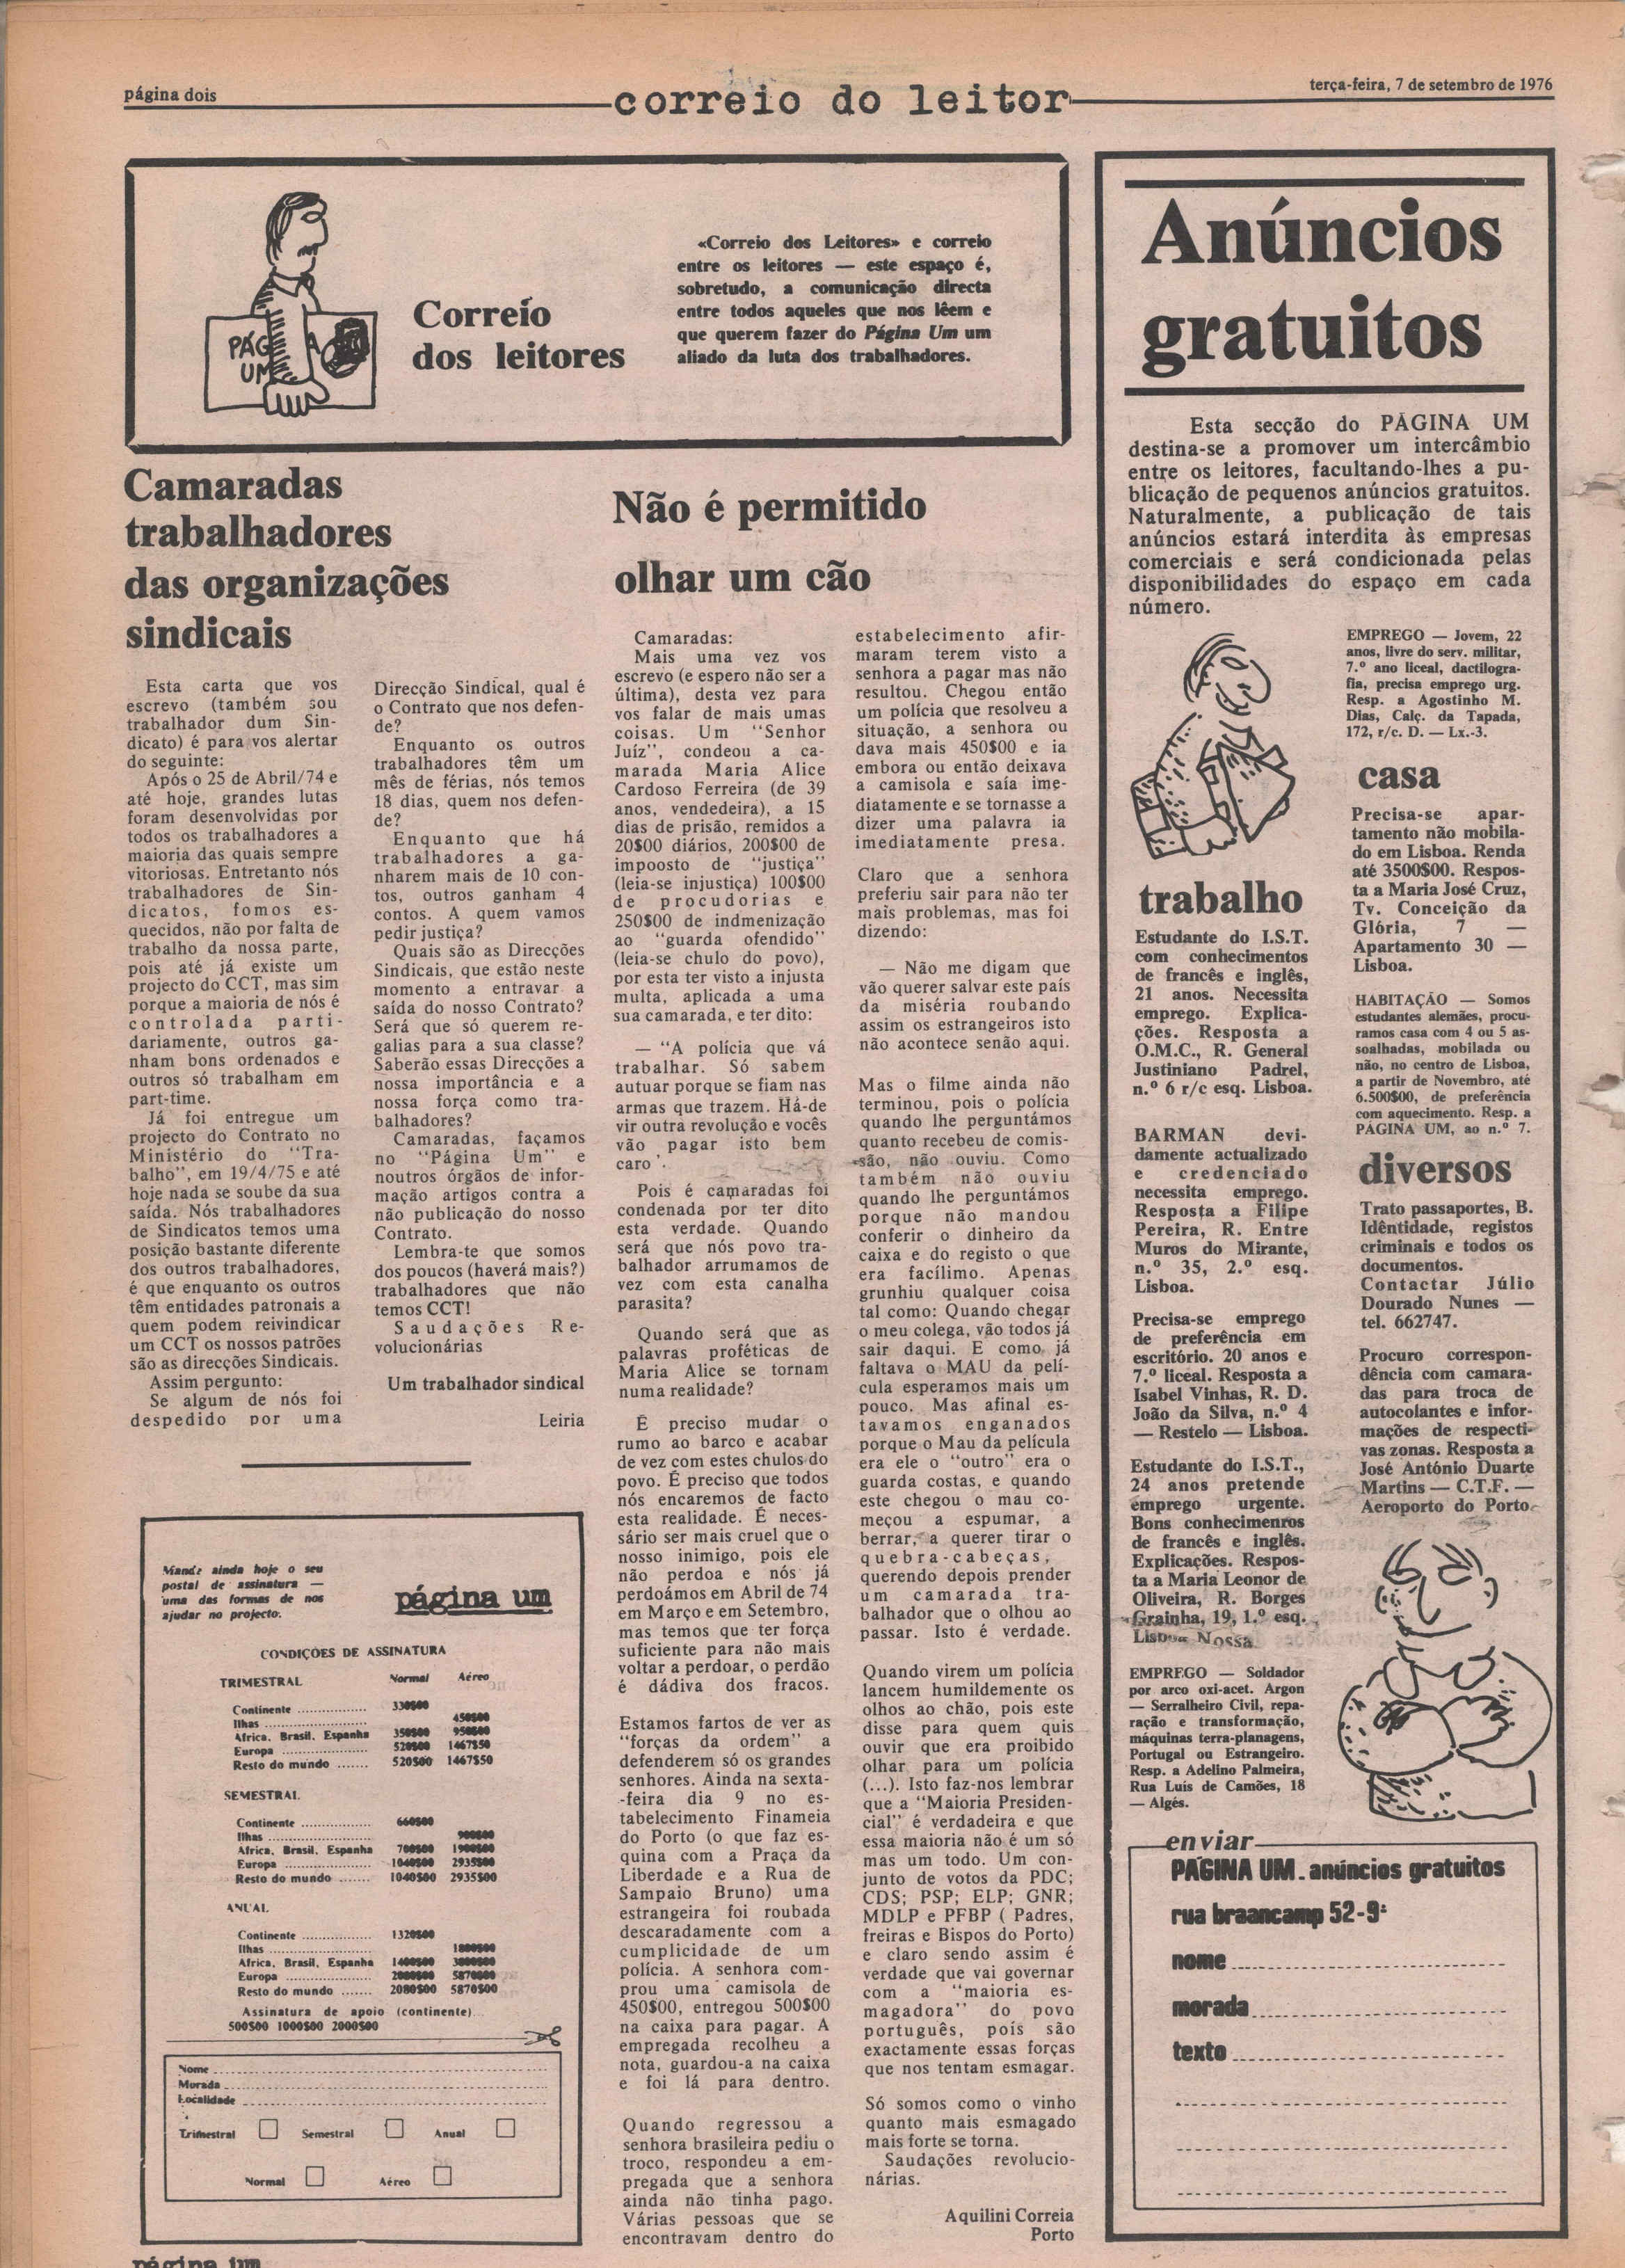 página dois
correio do leitor
terça-feira, 7 de setembro de 1976
PÁG
UM
Correio
dos leitores
«Correio dos Leitores» e correio
entre os leitores — este espaço é,
sobretudo, a comunicação directa
entre todos aqueles que nos lêem e
que querem fazer do Página Um um
aliado da luta dos trabalhadores.
Camaradas
trabalhadores
das organizações
sindicais
Esta carta que vos
escrevo (também sou
trabalhador dum Sin-
dicato) é para vos alertar
do seguinte:
Após o 25 de Abril/74 e
até hoje, grandes lutas
foram desenvolvidas por
todos os trabalhadores a
maioria das quais sempre
vitoriosas. Entretanto nós
trabalhadores de Sin-
dicatos, fomos es-
quecidos, não por falta de
trabalho da nossa parte,
pois até já existe um
projecto do CCT, mas sim
porque a maioria de nós é
controlada parti-
dariamente, outros ga-
nham bons ordenados e
outros só trabalham em
part-time.
Já foi entregue um
projecto do Contrato no
Ministério do "Tra-
balho", em 19/4/75 e até
hoje nada se soube da sua
saída. Nós trabalhadores
de Sindicatos temos uma
posição bastante diferente
dos outros trabalhadores,
é que enquanto os outros
têm entidades patronais a
quem podem reivindicar
um CCT os nossos patrões
são as direcções Sindicais.
Assim pergunto:
Se algum de nós foi
despedido por uma
Direcção Sindical, qual é
o Contrato que nos defen-
de?
Enquanto os outros
trabalhadores têm um
mês de férias, nós temos
18 dias, quem nos defen-
de?
Enquanto que há
trabalhadores a ga-
nharem mais de 10 con-
tos, outros ganham 4
contos. A quem vamos
pedir justiça?
Quais são as Direcções
Sindicais, que estão neste
momento a entravar a
saída do nosso Contrato?
Será que só querem re-
galias para a sua classe?
Saberão essas Direcções a
nossa importância e a
nossa força como tra-
balhadores?
Camaradas, façamos
no "Página Um" e
noutros órgãos de infor-
mação artigos contra a
não publicação do nosso
Contrato.
Lembra-te que somos
dos poucos (haverá mais?)
trabalhadores que não
temos CCT!
Saudações Re-
volucionárias
Um trabalhador sindical
Leiria
Mande ainda hoje o seu
postal de assinatura —
uma das formas de nos
ajudar no projecto.
página um
CONDIÇÕES DE ASSINATURA
TRIMESTRAL Normal Aéreo
Continente ................. 330$00
Ilhas .......................... 450$00
Africa, Brasil, Espanha 350$00 950$00
Europa ...................... 520$00 1467$50
Resto do mundo ....... 520$00 1467$50
SEMESTRAL
Continente ................. 660$00
Ilhas .......................... 900$00
Africa, Brasil, Espanha 700$00 1900$00
Europa ...................... 1040$00 2935$00
Resto do mundo ....... 1040$00 2935$00
ANUAL
Continente ................. 1320$00
Ilhas .......................... 1800$00
Africa, Brasil, Espanha 1400$00 3800$00
Europa ...................... 2080$00 5870$00
Resto do mundo ....... 2080$00 5870$00
Assinatura de apoio (continente)...
500$00 1000$00 2000$00
Nome
Morada
Localidade
Trimestral
Semestral
Anual
Normal
Aéreo
página um
Não é permitido
olhar um cão
Camaradas:
Mais uma vez vos
escrevo (e espero não ser a
última), desta vez para
vos falar de mais umas
coisas. Um "Senhor
Juíz", condeou a ca-
marada Maria Alice
Cardoso Ferreira (de 39
anos, vendedeira), a 15
dias de prisão, remidos a
20$00 diários, 200$00 de
impoosto de "justiça"
(leia-se injustiça) 100$00
de procudorias e
250$00 de indmenização
ao "guarda ofendido"
(leia-se chulo do povo),
por esta ter visto a injusta
multa, aplicada a uma
sua camarada, e ter dito:
— "A polícia que vá
trabalhar. Só sabem
autuar porque se fiam nas
armas que trazem. Há-de
vir outra revolução e vocês
vão pagar isto bem
caro'.
Pois é camaradas foi
condenada por ter dito
esta verdade. Quando
será que nós povo tra-
balhador arrumamos de
vez com esta canalha
parasita?
Quando será que as
palavras proféticas de
Maria Alice se tornam
numa realidade?
É preciso mudar o
rumo ao barco e acabar
de vez com estes chulos do
povo. É preciso que todos
nós encaremos de facto
esta realidade. É neces-
sário ser mais cruel que o
nosso inimigo, pois ele
não perdoa e nós já
perdoámos em Abril de 74
em Março e em Setembro,
mas temos que ter força
suficiente para não mais
voltar a perdoar, o perdão
é dádiva dos fracos.
Estamos fartos de ver as
"forças da ordem" a
defenderem só os grandes
senhores. Ainda na sexta-
-feira dia 9 no es-
tabelecimento Finameia
do Porto (o que faz es-
quina com a Praça da
Liberdade e a Rua de
Sampaio Bruno) uma
estrangeira foi roubada
descaradamente com a
cumplicidade de um
polícia. A senhora com-
prou uma camisola de
450$00, entregou 500$00
na caixa para pagar. A
empregada recolheu a
nota, guardou-a na caixa
e foi lá para dentro.
Quando regressou a
senhora brasileira pediu o
troco, respondeu a em-
pregada que a senhora
ainda não tinha pago.
Várias pessoas que se
encontravam dentro do
estabelecimento afir-
maram terem visto a
senhora a pagar mas não
resultou. Chegou então
um polícia que resolveu a
situação, a senhora ou
dava mais 450$00 e ia
embora ou então deixava
a camisola e saía ime-
diatamente e se tornasse a
dizer uma palavra ia
imediatamente presa.
Claro que a senhora
preferiu sair para não ter
mais problemas, mas foi
dizendo:
— Não me digam que
vão querer salvar este país
da miséria roubando
assim os estrangeiros isto
não acontece senão aqui.
Mas o filme ainda não
terminou, pois o polícia
quando lhe perguntámos
quanto recebeu de comis-
são, não ouviu. Como
também não ouviu
quando lhe perguntámos
porque não mandou
conferir o dinheiro da
caixa e do registo o que
era facílimo. Apenas
grunhiu qualquer coisa
tal como: Quando chegar
o meu colega, vão todos já
sair daqui. E como já
faltava o MAU da pelí-
cula esperamos mais um
pouco. Mas afinal es-
tavamos enganados
porque o Mau da película
era ele o "outro" era o
guarda costas, e quando
este chegou o mau co-
meçou a espumar, a
berrar, a querer tirar o
quebra-cabeças,
querendo depois prender
um camarada tra-
balhador que o olhou ao
passar. Isto é verdade.
Quando virem um polícia
lancem humildemente os
olhos ao chão, pois este
disse para quem quis
ouvir que era proibido
olhar para um polícia
(...). Isto faz-nos lembrar
que a "Maioria Presiden-
cial" é verdadeira e que
essa maioria não é um só
mas um todo. Um con-
junto de votos da PDC;
CDS; PSP; ELP; GNR;
MDLP e PFBP ( Padres,
freiras e Bispos do Porto)
e claro sendo assim é
verdade que vai governar
com a "maioria es-
magadora" do povo
português, pois são
exactamente essas forças
que nos tentam esmagar.
Só somos como o vinho
quanto mais esmagado
mais forte se torna.
Saudações revolucio-
nárias.
Aquilini Correia
Porto
Anúncios
gratuitos
Esta secção do PÁGINA UM
destina-se a promover um intercâmbio
entre os leitores, facultando-lhes a pu-
blicação de pequenos anúncios gratuitos.
Naturalmente, a publicação de tais
anúncios estará interdita às empresas
comerciais e será condicionada pelas
disponibilidades do espaço em cada
número.
trabalho
Estudante do I.S.T.
com conhecimentos
de francês e inglês,
21 anos. Necessita
emprego. Explica-
ções. Resposta a
O.M.C., R. General
Justiniano Padrel,
n.º 6 r/c esq. Lisboa.
BARMAN devi-
damente actualizado
e credenciado
necessita emprego.
Resposta a Filipe
Pereira, R. Entre
Muros do Mirante,
n.º 35, 2.º esq.
Lisboa.
Precisa-se emprego
de preferência em
escritório. 20 anos e
7.º liceal. Resposta a
Isabel Vinhas, R. D.
João da Silva, n.º 4
— Restelo — Lisboa.
Estudante do I.S.T.,
24 anos pretende
emprego urgente.
Bons conhecimenros
de francês e inglês.
Explicações. Respos-
ta a Maria Leonor de
Oliveira, R. Borges
Grainha, 19, 1.º esq.
Lisboa Nossa
EMPREGO — Soldador
por arco oxi-acet. Argon
— Serralheiro Civil, repa-
ração e transformação,
máquinas terra-planagens,
Portugal ou Estrangeiro.
Resp. a Adelino Palmeira,
Rua Luís de Camões, 18
— Algés.
EMPREGO — Jovem, 22
anos, livre do serv. militar,
7.º ano liceal, dactilogra-
fia, precisa emprego urg.
Resp. a Agostinho M.
Dias, Calç. da Tapada,
172, r/c. D. — Lx.-3.
casa
Precisa-se apar-
tamento não mobila-
do em Lisboa. Renda
até 3500$00. Respos-
ta a Maria José Cruz,
Tv. Conceição da
Glória, 7 —
Apartamento 30 —
Lisboa.
HABITAÇÃO — Somos
estudantes alemães, procu-
ramos casa com 4 ou 5 as-
soalhadas, mobilada ou
não, no centro de Lisboa,
a partir de Novembro, até
6.500$00, de preferência
com aquecimento. Resp. a
PÁGINA UM, ao n.º 7.
diversos
Trato passaportes, B.
Idêntidade, registos
criminais e todos os
documentos.
Contactar Júlio
Dourado Nunes —
tel. 662747.
Procuro correspon-
dência com camara-
das para troca de
autocolantes e infor-
mações de respecti-
vas zonas. Resposta a
José António Duarte
Martins — C.T.F. —
Aeroporto do Porto
enviar
PÁGINA UM - anúncios gratuitos
rua braancamp 52-9º
nome
morada
texto